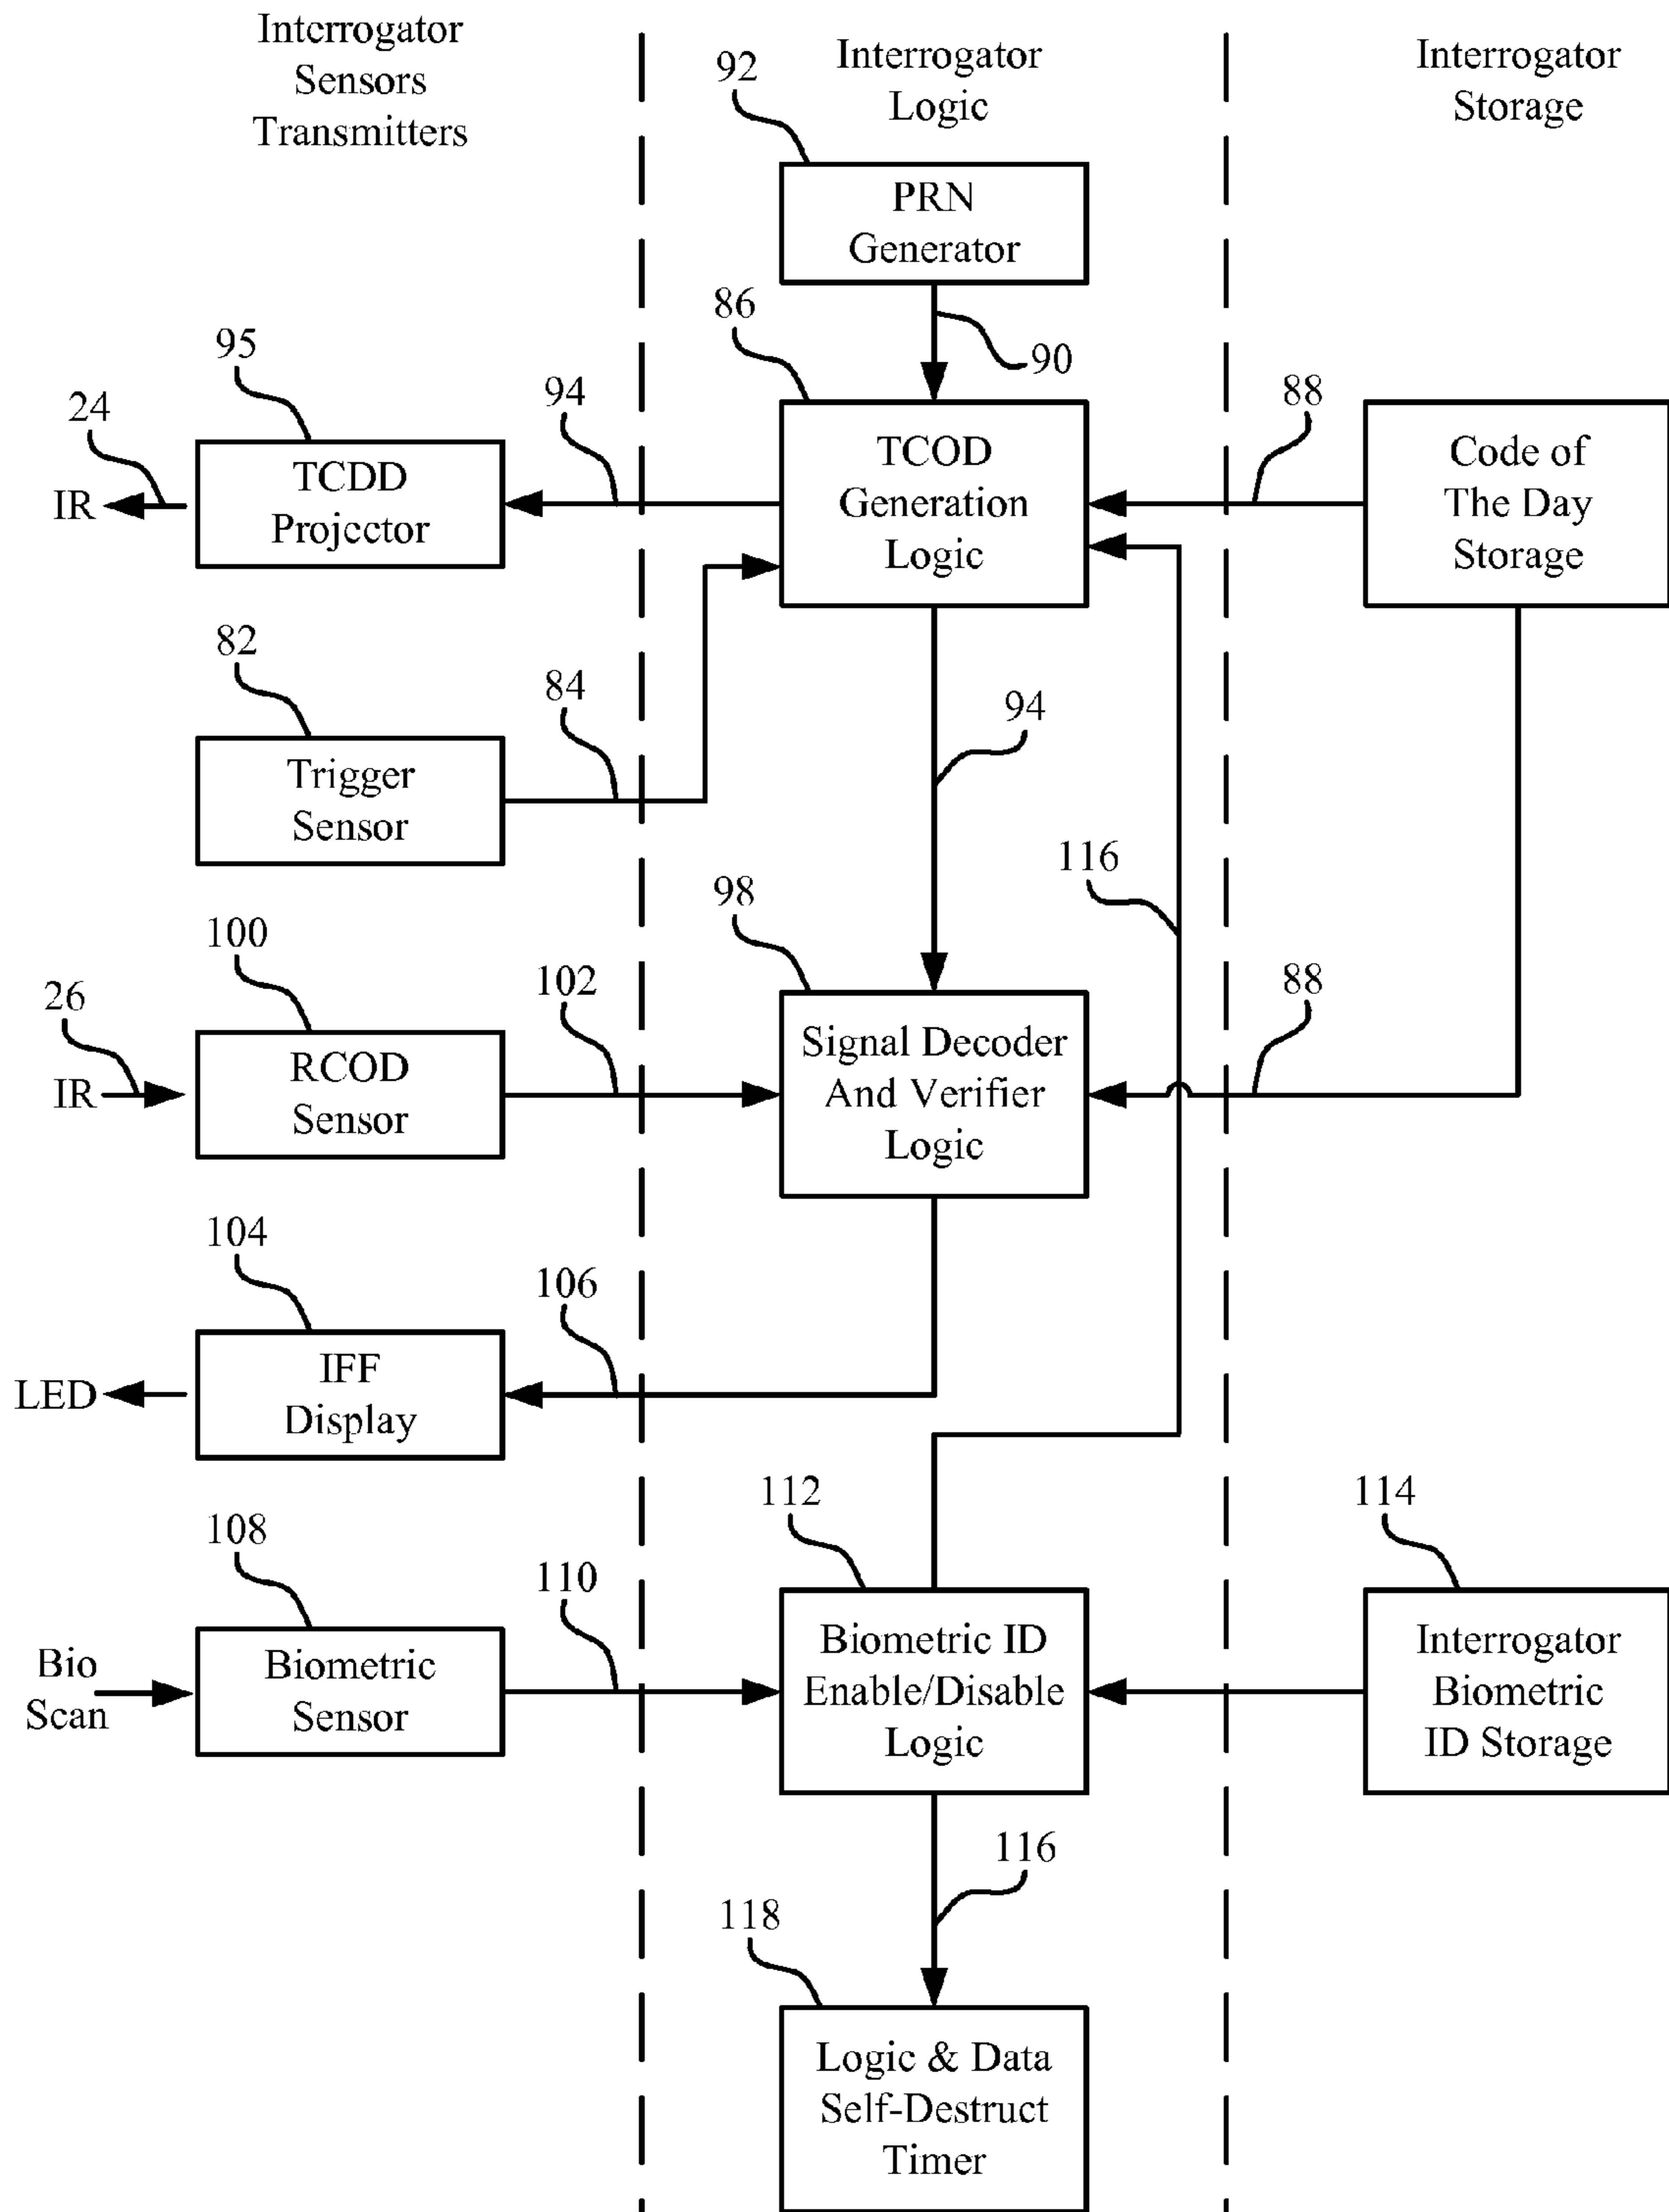 Interrogator
Sensors
Transmitters
Interrogator
Logic
Interrogator
Storage
92
PRN
Generator
90
86
95
94
88
24
IR
TCDD
Projector
TCOD
Generation
Logic
Code of
The Day
Storage
82
84
Trigger
Sensor
94
116
98
100
102
88
26
IR
RCOD
Sensor
Signal Decoder
And Verifier
Logic
104
106
LED
IFF
Display
112
114
108
110
Bio
Scan
Biometric
Sensor
Biometric ID
Enable/Disable
Logic
Interrogator
Biometric
ID Storage
116
118
Logic & Data
Self-Destruct
Timer